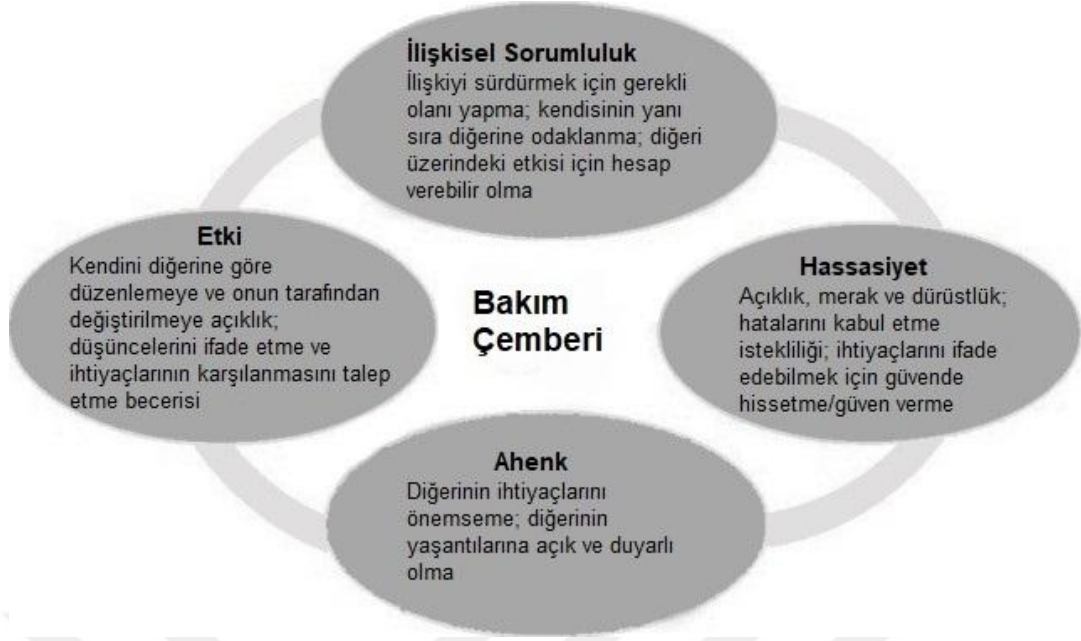 İlişkisel Sorumluluk
İlişkiyi sürdürmek için gerekli
olanı yapma; kendisinin yanı
sıra diğerine odaklanma; diğeri
üzerindeki etkisi için hesap
verebilir olma
Etki
Kendini diğerine göre
düzenlemeye ve onun tarafından
değiştirilmeye açıklık;
düşüncelerini ifade etme ve
ihtiyaçlarının karşılanmasını talep
etme becerisi
Bakım
Çemberi
Hassasiyet
Açıklık, merak ve dürüstlük;
hatalarını kabul etme
istekliliği; ihtiyaçlarını ifade
edebilmek için güvende
hissetme/güven verme
Ahenk
Diğerinin ihtiyaçlarını
önemseme; diğerinin
yaşantılarına açık ve duyarlı
olma